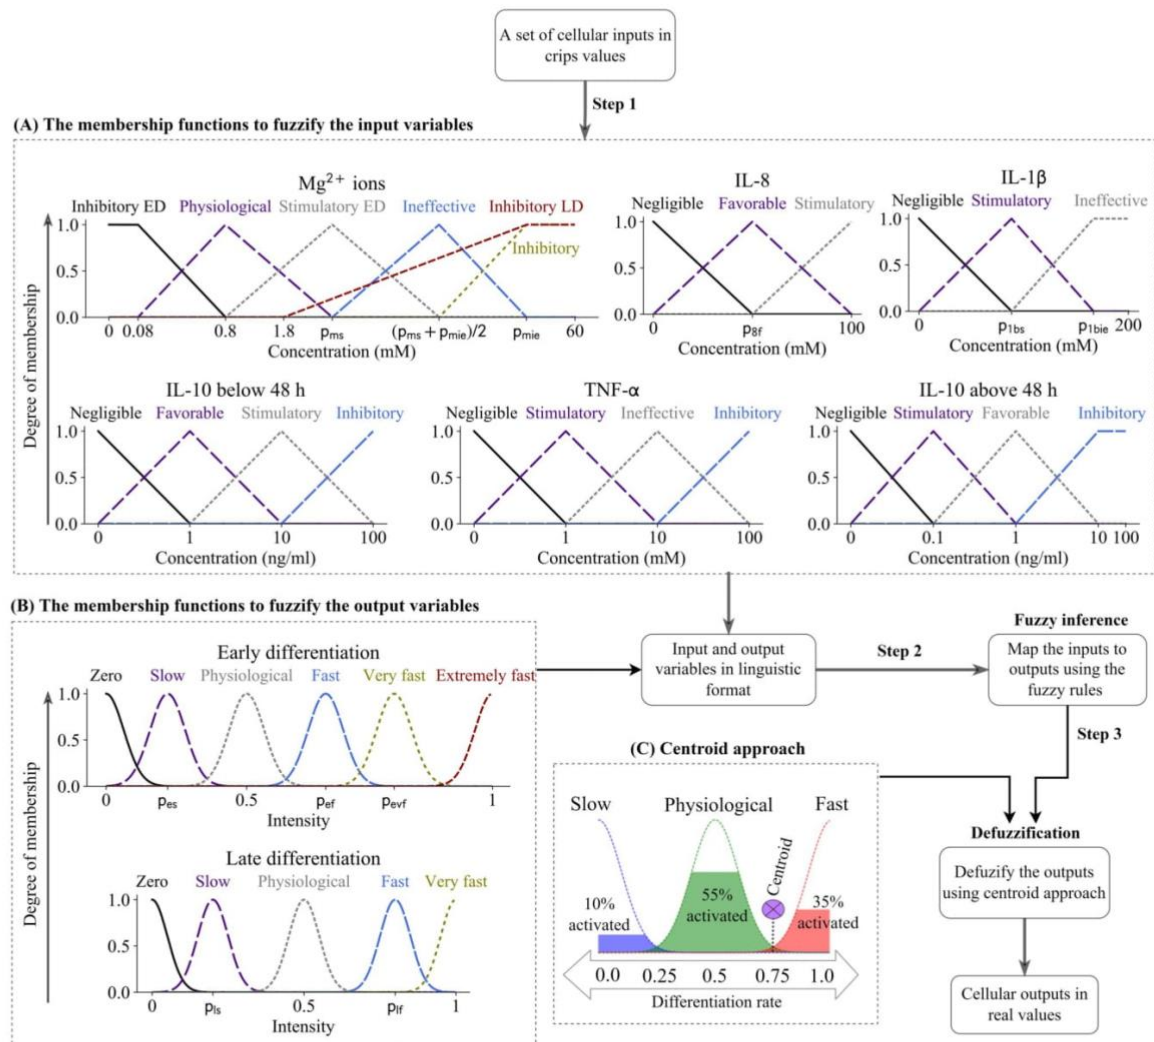 A set of cellular inputs in
crips values
Step 1
(A) The membership functions to fuzzify the input variables
Degree of membership
Mg²⁺ ions
Inhibitory ED Physiological Stimulatory ED Ineffective Inhibitory LD
Inhibitory
1.0
0.5
0.0
0 0.08 0.8 1.8 pms (pms + pmie)/2 pmie 60
Concentration (mM)
IL-8
Negligible Favorable Stimulatory
1.0
0.5
0.0
0 p8f 100
Concentration (mM)
IL-1β
Negligible Stimulatory Ineffective
1.0
0.5
0.0
0 p1bs p1bie 200
Concentration (mM)
IL-10 below 48 h
Negligible Favorable Stimulatory Inhibitory
1.0
0.5
0.0
0 1 10 100
Concentration (ng/ml)
TNF-α
Negligible Stimulatory Ineffective Inhibitory
1.0
0.5
0.0
0 1 10 100
Concentration (mM)
IL-10 above 48 h
Negligible Stimulatory Favorable Inhibitory
1.0
0.5
0.0
0 0.1 1 10 100
Concentration (ng/ml)
(B) The membership functions to fuzzify the output variables
Degree of membership
Early differentiation
Zero Slow Physiological Fast Very fast Extremely fast
1.0
0.5
0.0
0 pes 0.5 pef pevf 1
Intensity
Late differentiation
Zero Slow Physiological Fast Very fast
1.0
0.5
0.0
0 pls 0.5 plf 1
Intensity
Input and output
variables in linguistic
format
Step 2
Fuzzy inference
Map the inputs to
outputs using the
fuzzy rules
Step 3
(C) Centroid approach
Slow Physiological Fast
10%
activated
55%
activated
Centroid
35%
activated
0.0 0.25 0.5 0.75 1.0
Differentiation rate
Defuzzification
Defuzify the outputs
using centroid approach
Cellular outputs in
real values